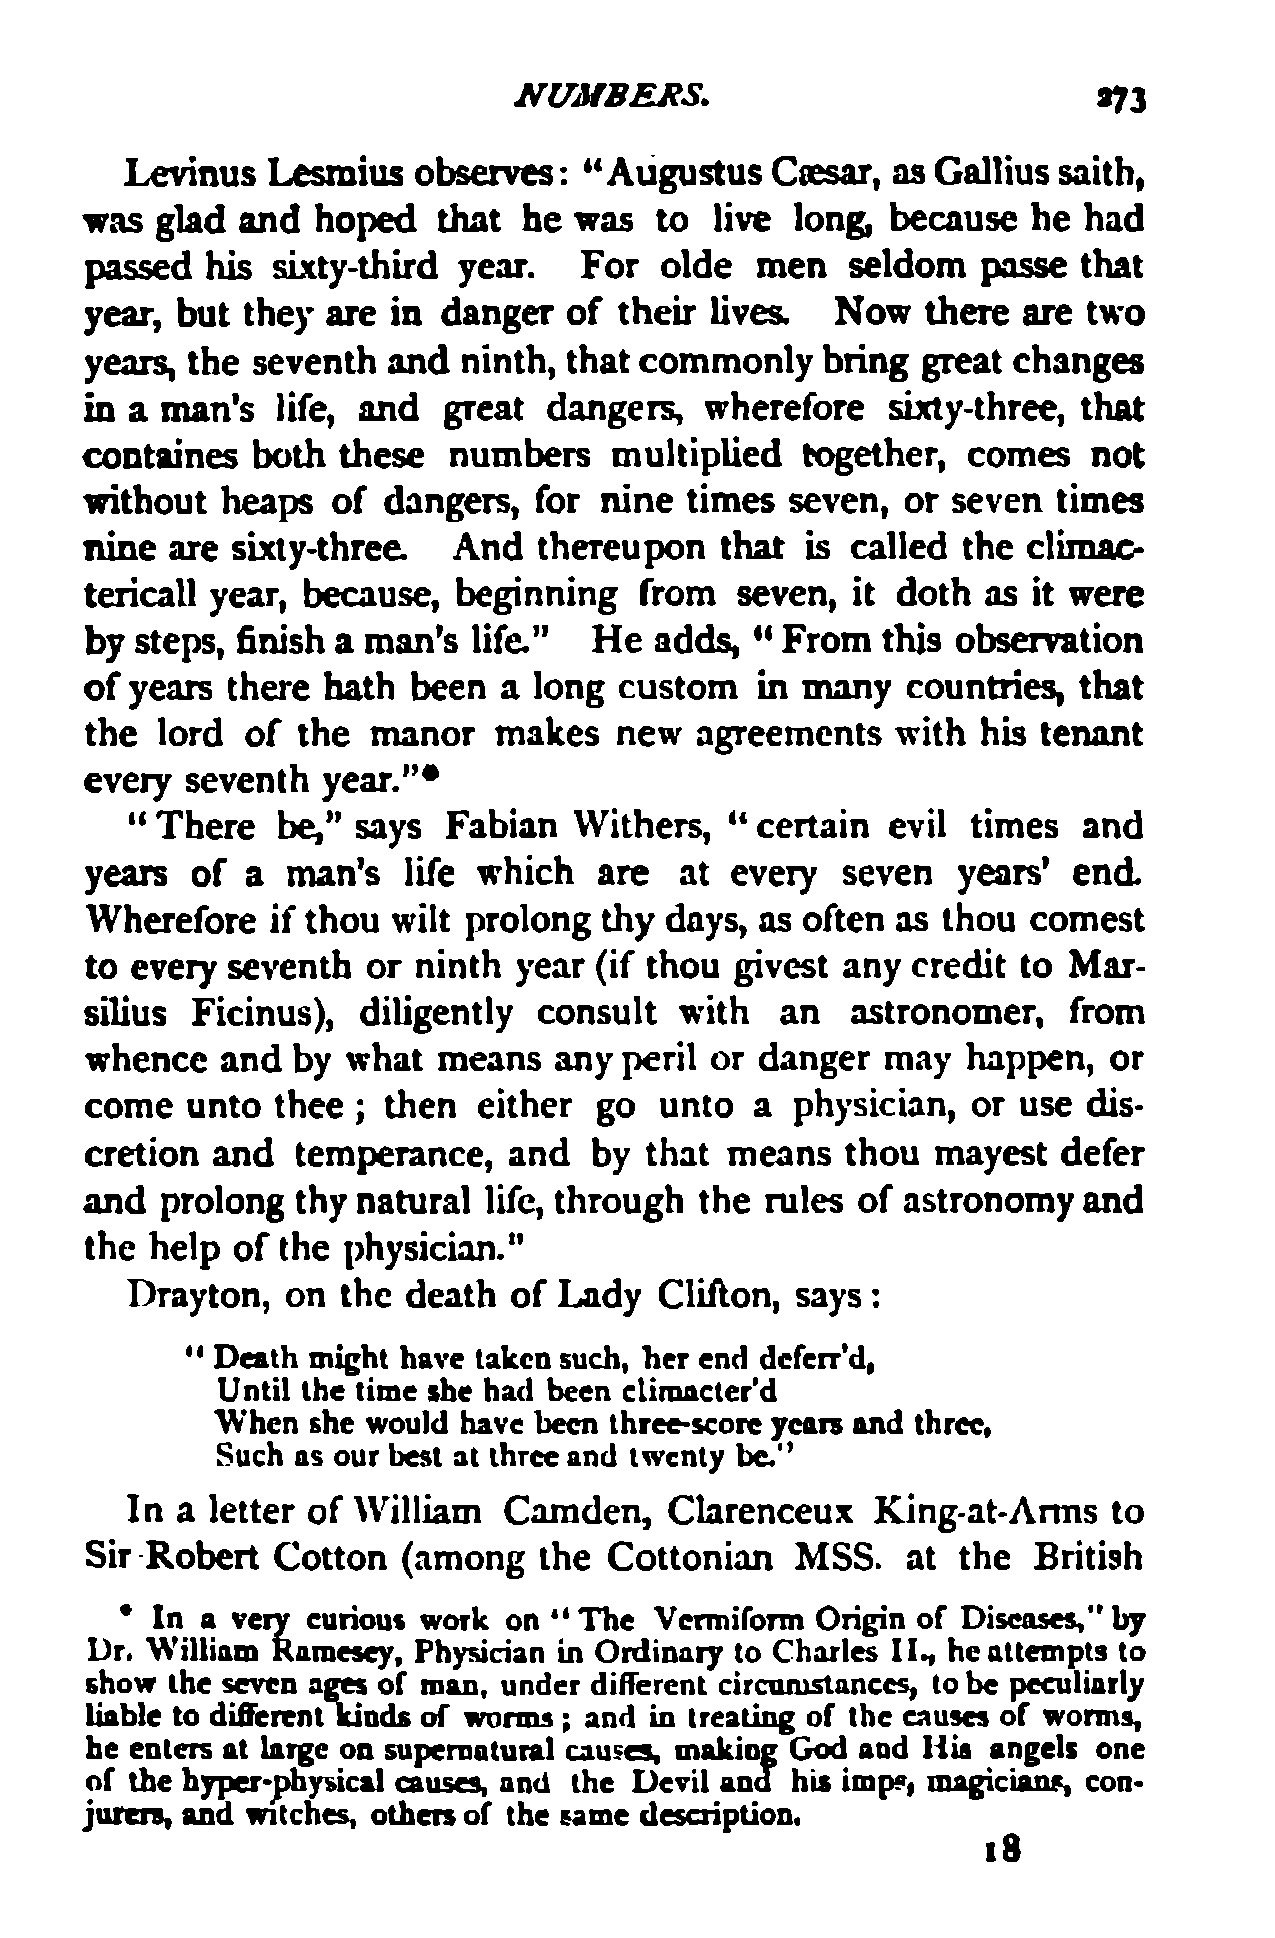 NUMBERS. 273
Levinus Lesmius observes: "Augustus Cæsar, as Gallius saith,
was glad and hoped that he was to live long, because he had
passed his sixty-third year. For olde men seldom passe that
year, but they are in danger of their lives. Now there are two
years, the seventh and ninth, that commonly bring great changes
in a man's life, and great dangers, wherefore sixty-three, that
containes both these numbers multiplied together, comes not
without heaps of dangers, for nine times seven, or seven times
nine are sixty-three. And thereupon that is called the climac-
tericall year, because, beginning from seven, it doth as it were
by steps, finish a man's life." He adds, "From this observation
of years there hath been a long custom in many countries, that
the lord of the manor makes new agreements with his tenant
every seventh year."*
"There be," says Fabian Withers, "certain evil times and
years of a man's life which are at every seven years' end.
Wherefore if thou wilt prolong thy days, as often as thou comest
to every seventh or ninth year (if thou givest any credit to Mar-
silius Ficinus), diligently consult with an astronomer, from
whence and by what means any peril or danger may happen, or
come unto thee; then either go unto a physician, or use dis-
cretion and temperance, and by that means thou mayest defer
and prolong thy natural life, through the rules of astronomy and
the help of the physician."
Drayton, on the death of Lady Clifton, says:
"Death might have taken such, her end deferr'd,
Until the time she had been climacter'd
When she would have been three-score years and three,
Such as our best at three and twenty be."
In a letter of William Camden, Clarenceux King-at-Arms to
Sir Robert Cotton (among the Cottonian MSS. at the British
* In a very curious work on "The Vermiform Origin of Diseases," by
Dr. William Ramesey, Physician in Ordinary to Charles II., he attempts to
show the seven ages of man, under different circumstances, to be peculiarly
liable to different kinds of worms; and in treating of the causes of worms,
he enters at large on supernatural causes, making God and His angels one
of the hyper-physical causes, and the Devil and his imps, magicians, con-
jurers, and witches, others of the same description.
18